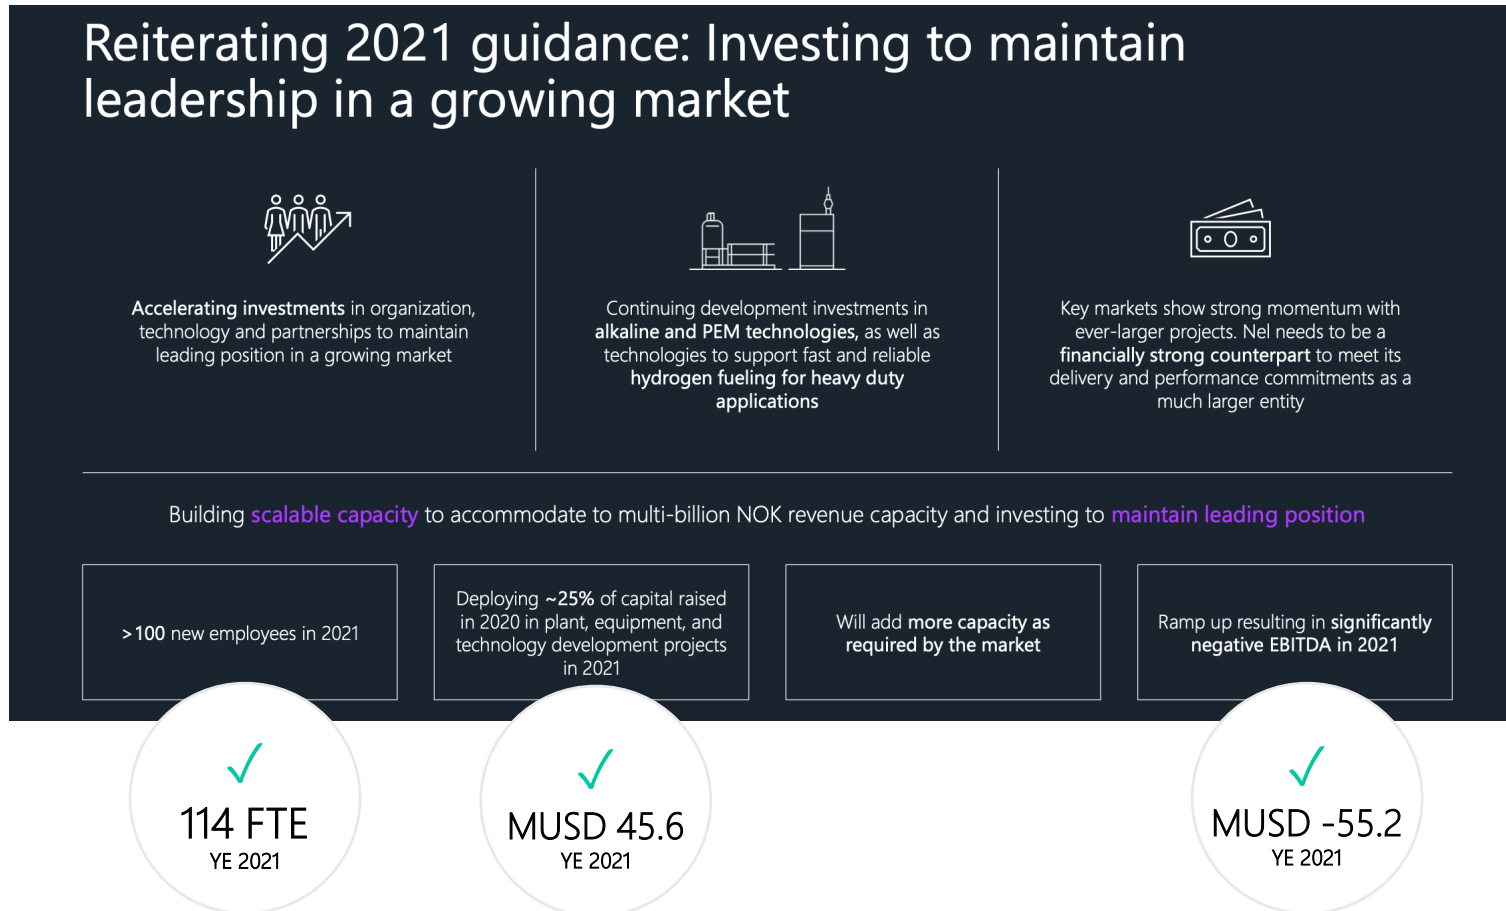 Reiterating 2021 guidance: Investing to maintain
leadership in a growing market
Accelerating investments in organization,
technology and partnerships to maintain
leading position in a growing market
Continuing development investments in
alkaline and PEM technologies, as well as
technologies to support fast and reliable
hydrogen fueling for heavy duty
applications
Key markets show strong momentum with
ever-larger projects. Nel needs to be a
financially strong counterpart to meet its
delivery and performance commitments as a
much larger entity
Building scalable capacity to accommodate to multi-billion NOK revenue capacity and investing to maintain leading position
>100 new employees in 2021
Deploying ~25% of capital raised
in 2020 in plant, equipment, and
technology development projects
in 2021
Will add more capacity as
required by the market
Ramp up resulting in significantly
negative EBITDA in 2021
114 FTE
YE 2021
MUSD 45.6
YE 2021
MUSD -55.2
YE 2021